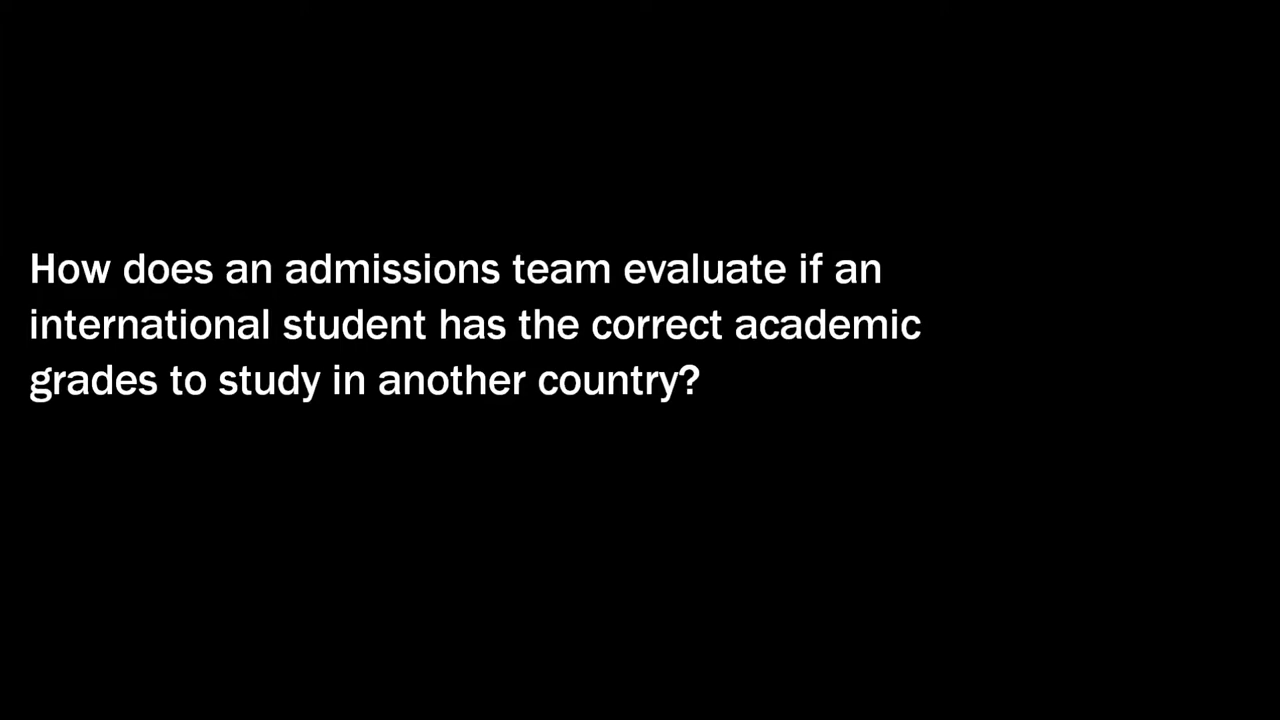 How does an admissions team evaluate if an
international student has the correct academic
grades to study in another country?